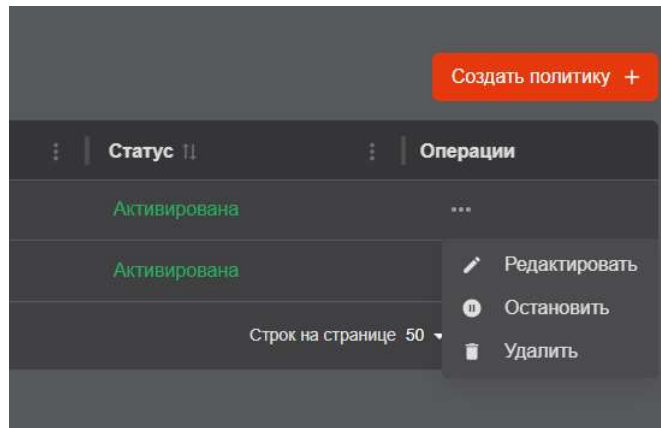 Создать политику +
Статус Операции
Активирована
Активирована
Редактировать
Остановить
Строк на странице 50
Удалить